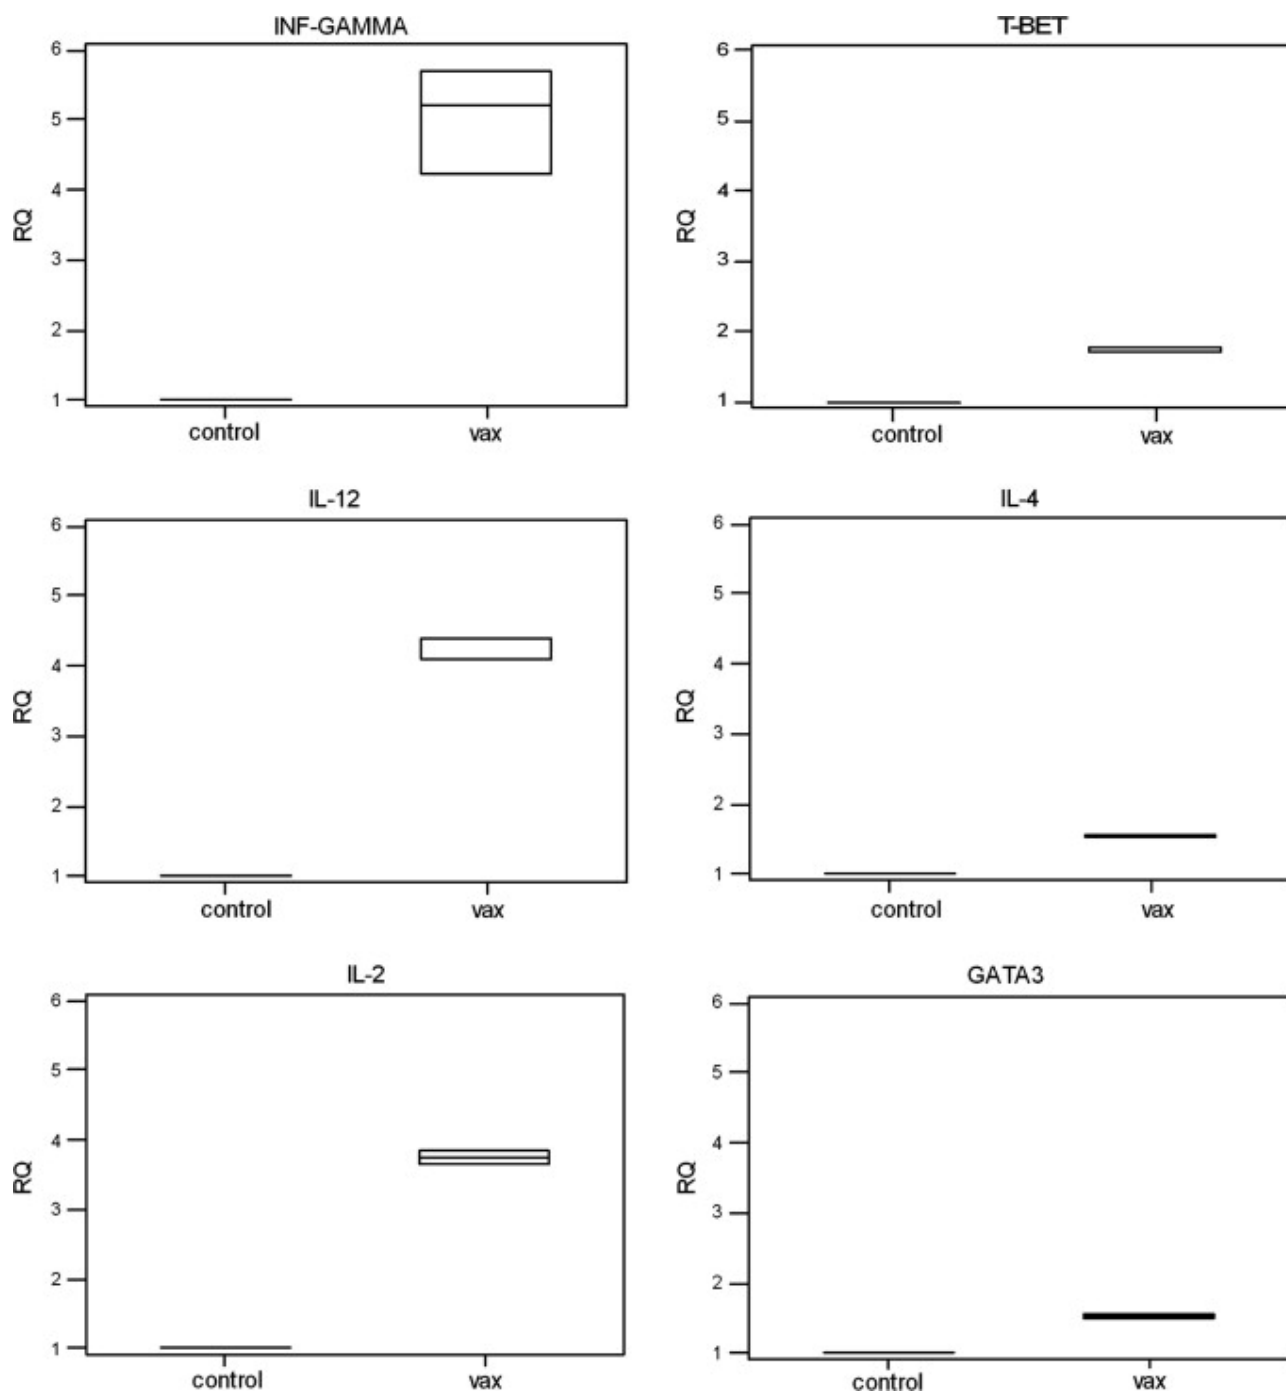 INF-GAMMA
6
5
4
3
2
1
RQ
control vax
T-BET
6
5
4
3
2
1
RQ
control vax
IL-12
6
5
4
3
2
1
RQ
control vax
IL-4
6
5
4
3
2
1
RQ
control vax
IL-2
6
5
4
3
2
1
RQ
control vax
GATA3
6
5
4
3
2
1
RQ
control vax